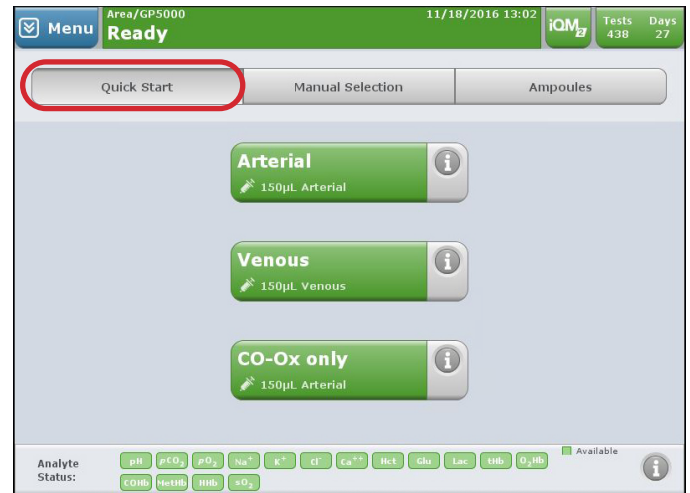 Menu
Area/GP5000
11/18/2016 13:02
Ready
iQM2
Tests Days
438 27
Quick Start
Manual Selection
Ampoules
Arterial
150µL Arterial
Venous
150µL Venous
CO-Ox only
150µL Arterial
Analyte Status:
pH pCO₂ pO₂ Na⁺ K⁺ Cl⁻ Ca⁺⁺ Hct Glu Lac tHb O₂Hb
Available
COHb MetHb HHb sO₂